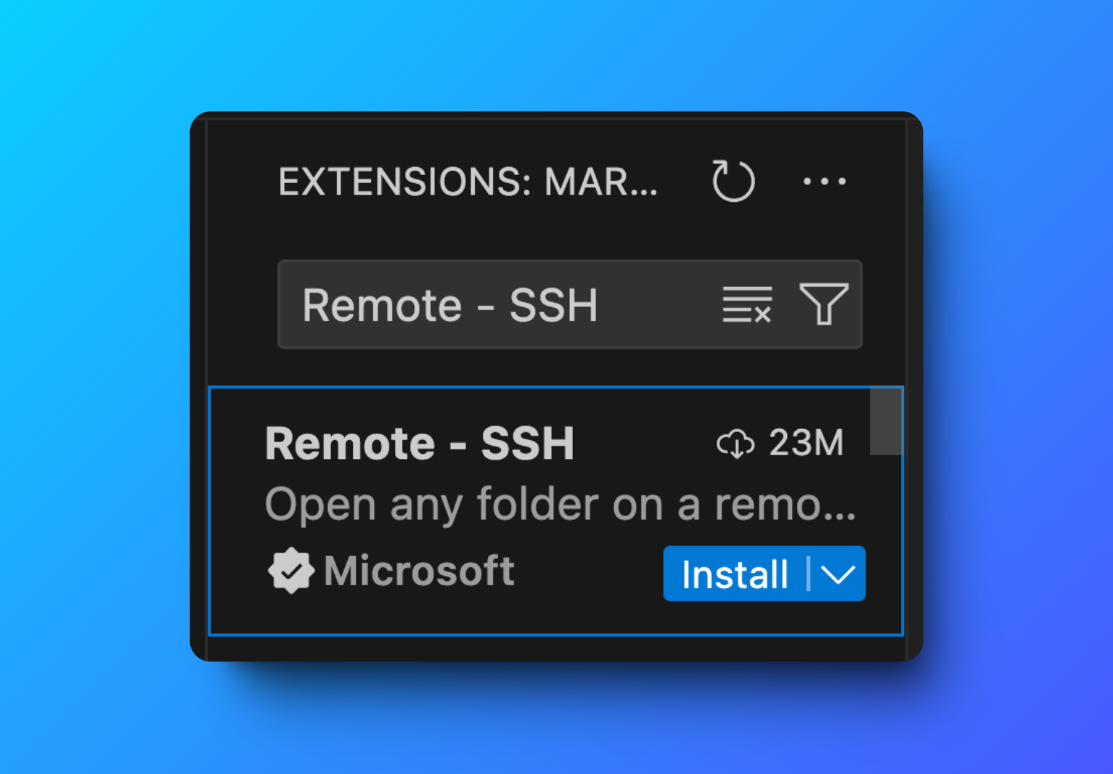 EXTENSIONS: MAR...
Remote - SSH
Remote - SSH 23M
Open any folder on a remo...
Microsoft Install